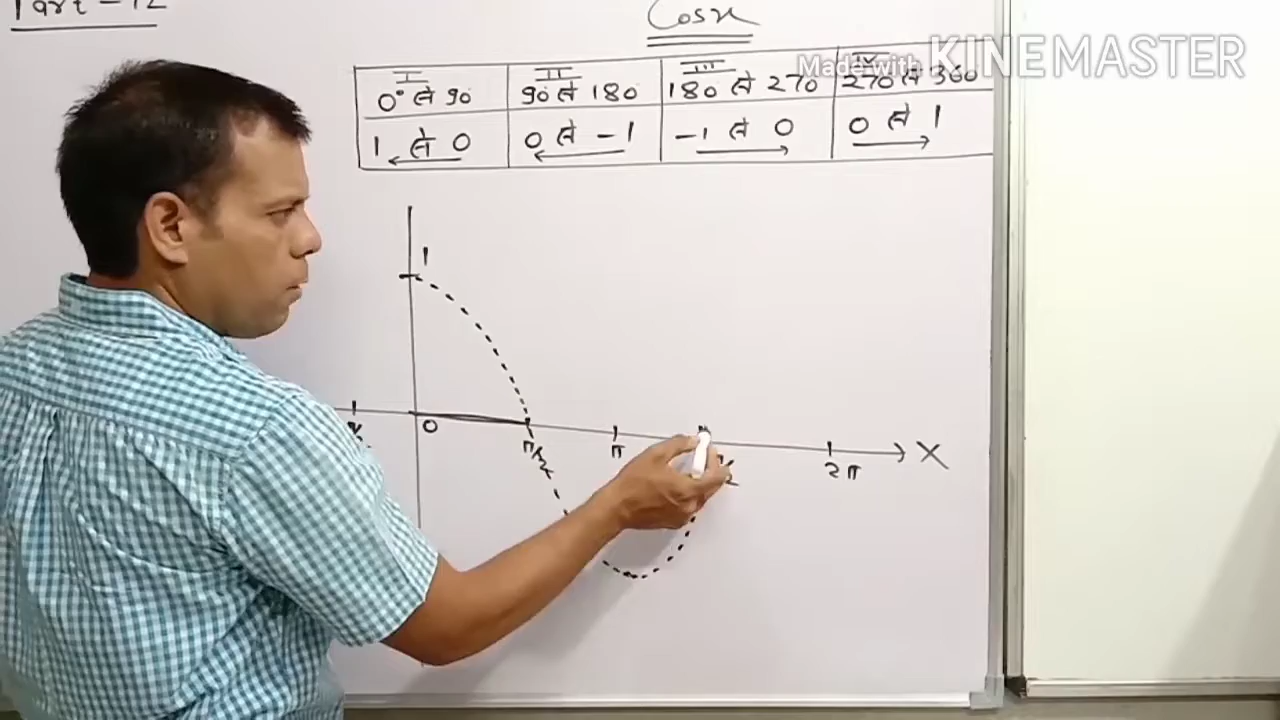 Part - 12
Cos x
Made with KINEMASTER
I II III IV
0° से 90 90 से 180 180 से 270 270 से 360
1 से 0 0 से -1 -1 से 0 0 से 1
1
0 π/2 π 2π X